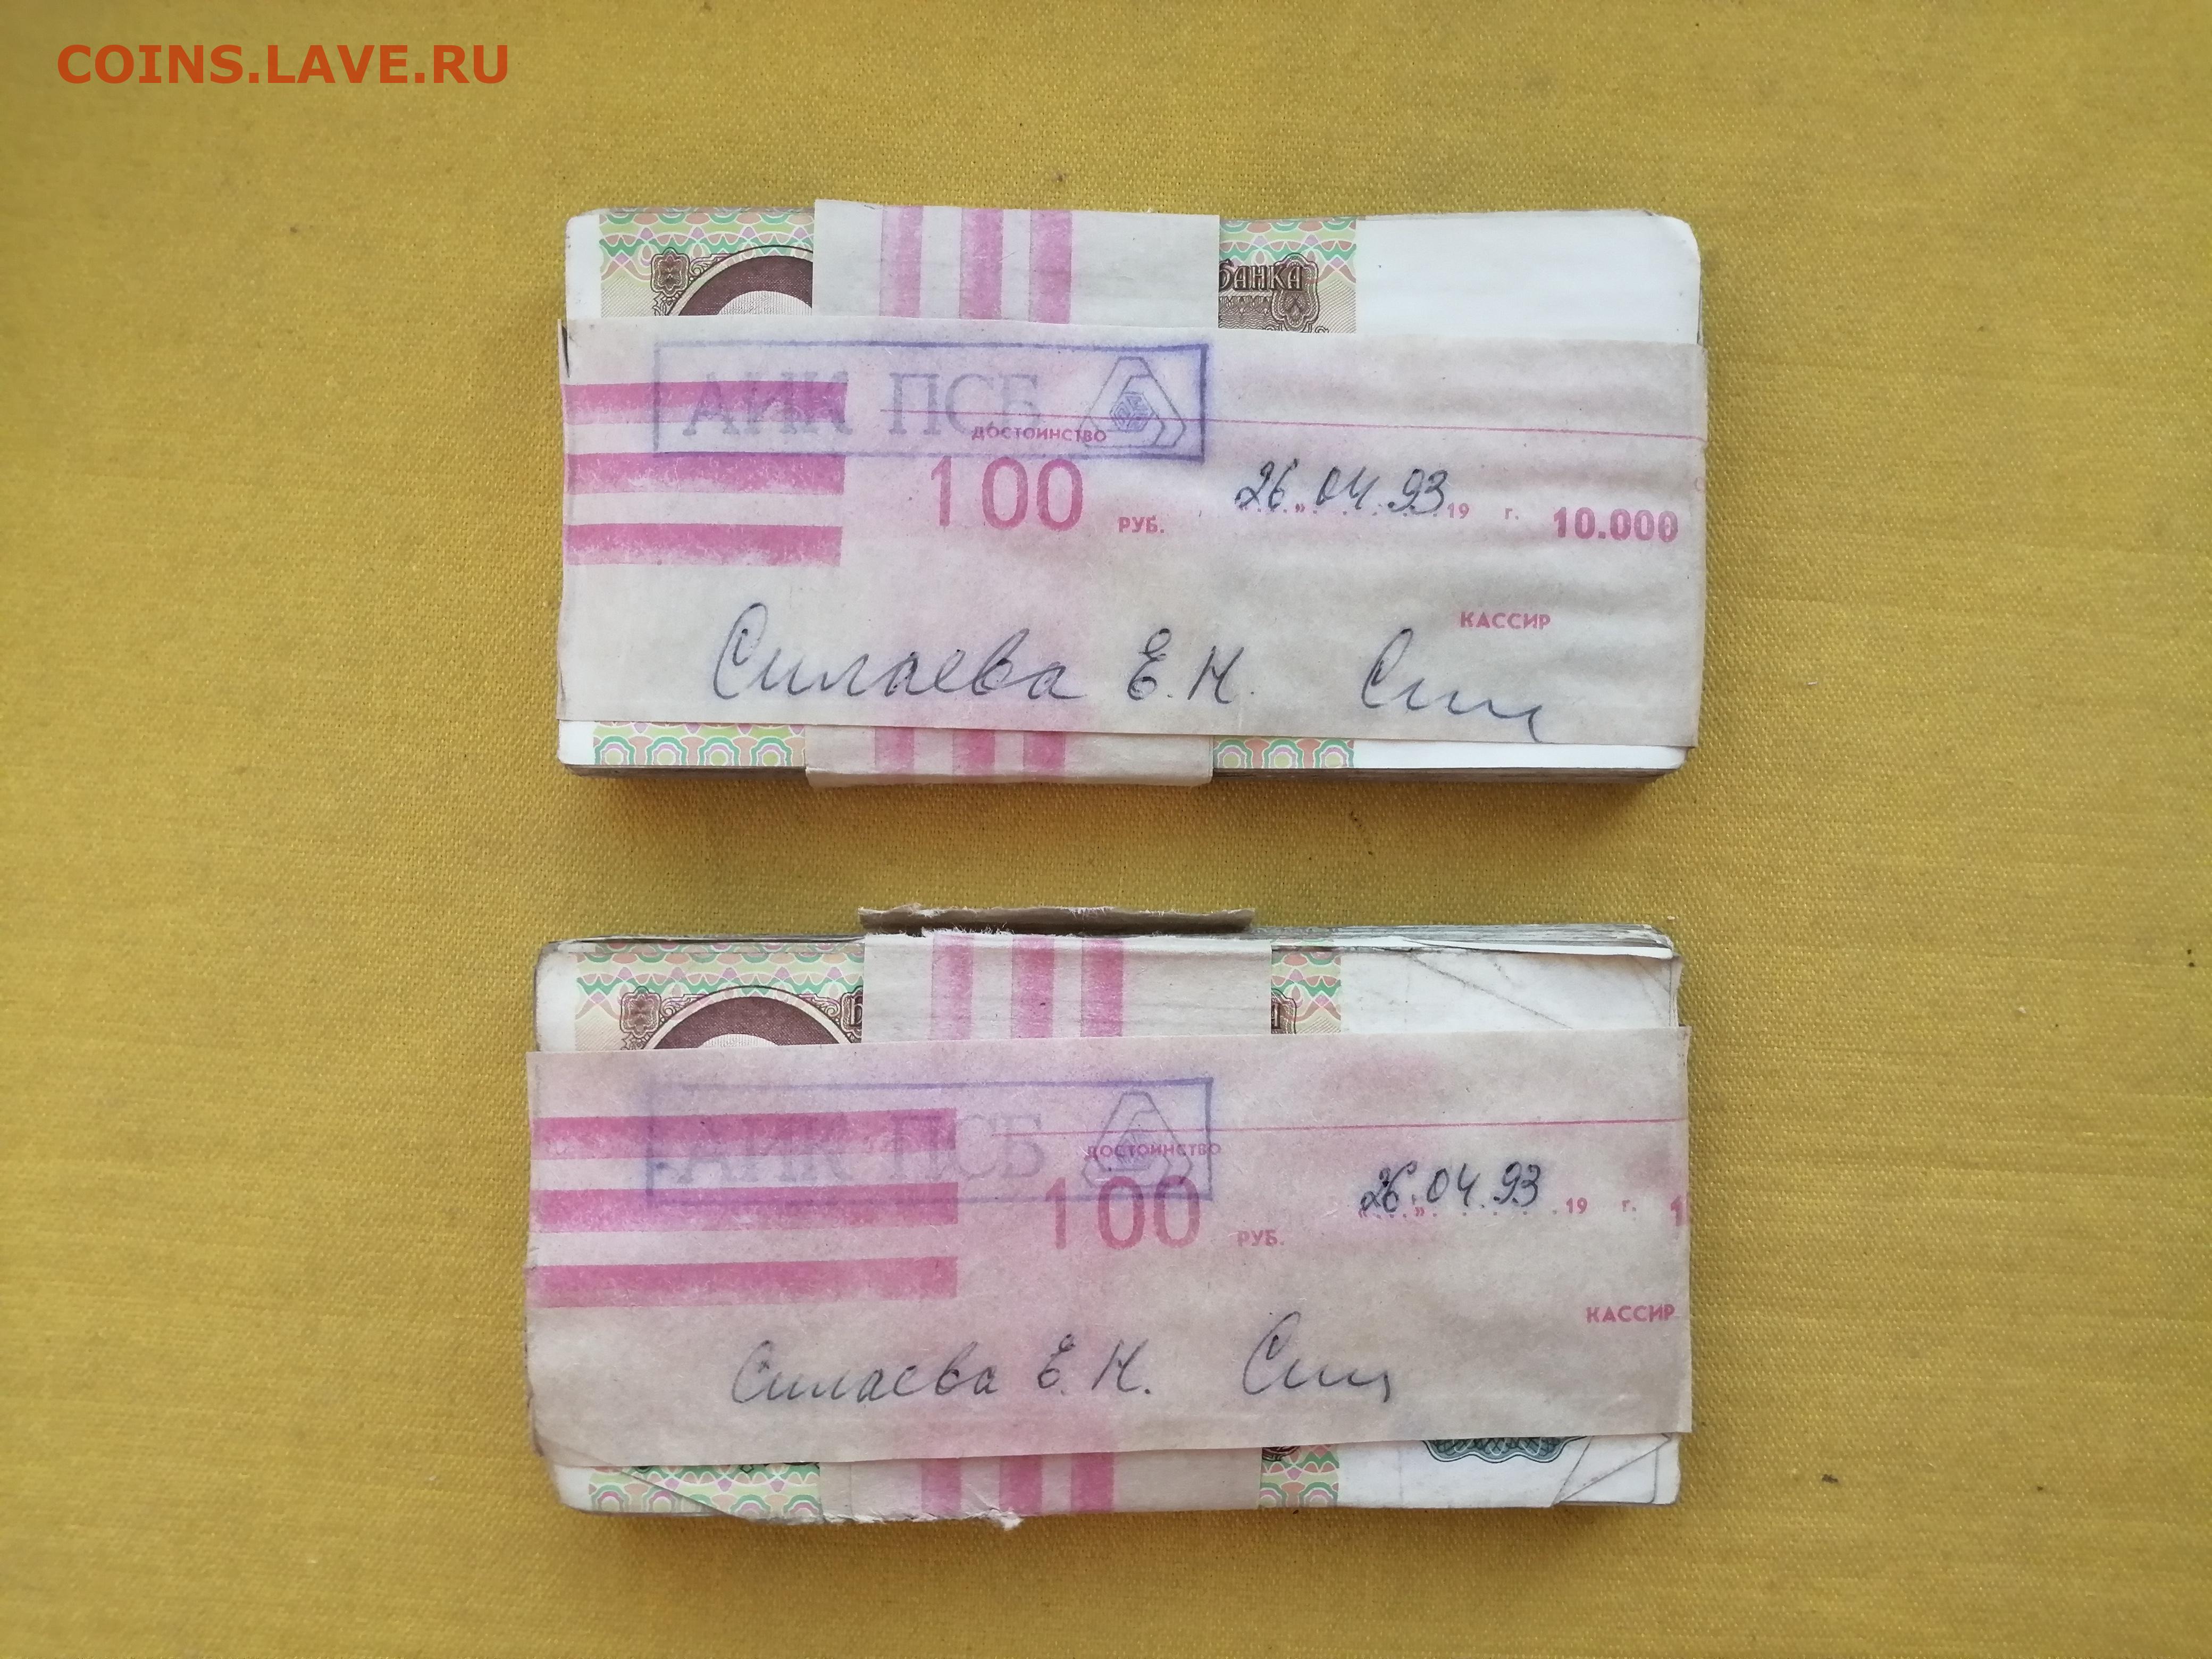 COINS.LAVE.RU
БАНКА
АИК ПСБ
ДОСТОИНСТВО
100 РУБ. 26 " 04.93 19 г. 10.000
КАССИР
Силаева Е.Н.
АИК ПСБ
ДОСТОИНСТВО
100 РУБ. 26 " 04.93 19 г. 1
КАССИР
Силаева Е.Н.